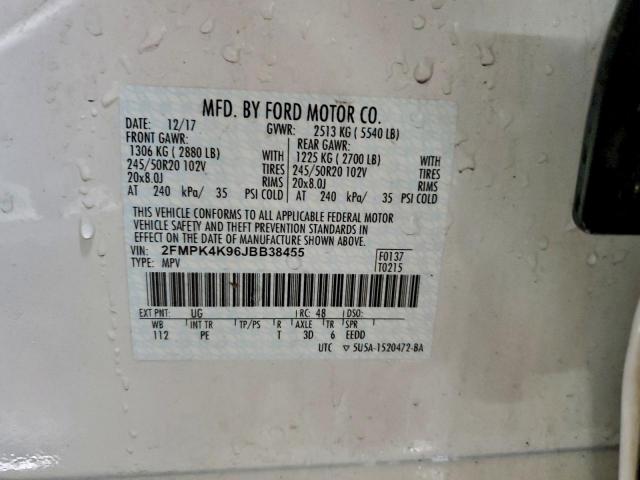 MFD. BY FORD MOTOR CO.
DATE: 12/17 GVWR: 2513 KG ( 5540 LB)
FRONT GAWR: REAR GAWR:
1306 KG ( 2880 LB) WITH 1225 KG ( 2700 LB) WITH
245/50R20 102V TIRES 245/50R20 102V TIRES
20x8.0J RIMS 20x8.0J RIMS
AT 240 kPa/ 35 PSI COLD AT 240 kPa/ 35 PSI COLD
THIS VEHICLE CONFORMS TO ALL APPLICABLE FEDERAL MOTOR
VEHICLE SAFETY AND THEFT PREVENTION STANDARDS IN
EFFECT ON THE DATE OF MANUFACTURE SHOWN ABOVE.
VIN: 2FMPK4K96JBB38455 F0137
TYPE: MPV T0215
EXT PNT: UG RC: 48 DSO:
WB INT TR TP/PS R AXLE TR SPR
112 PE T 3D 6 EEDD
UTC ▽ 5U5A-1520472-BA